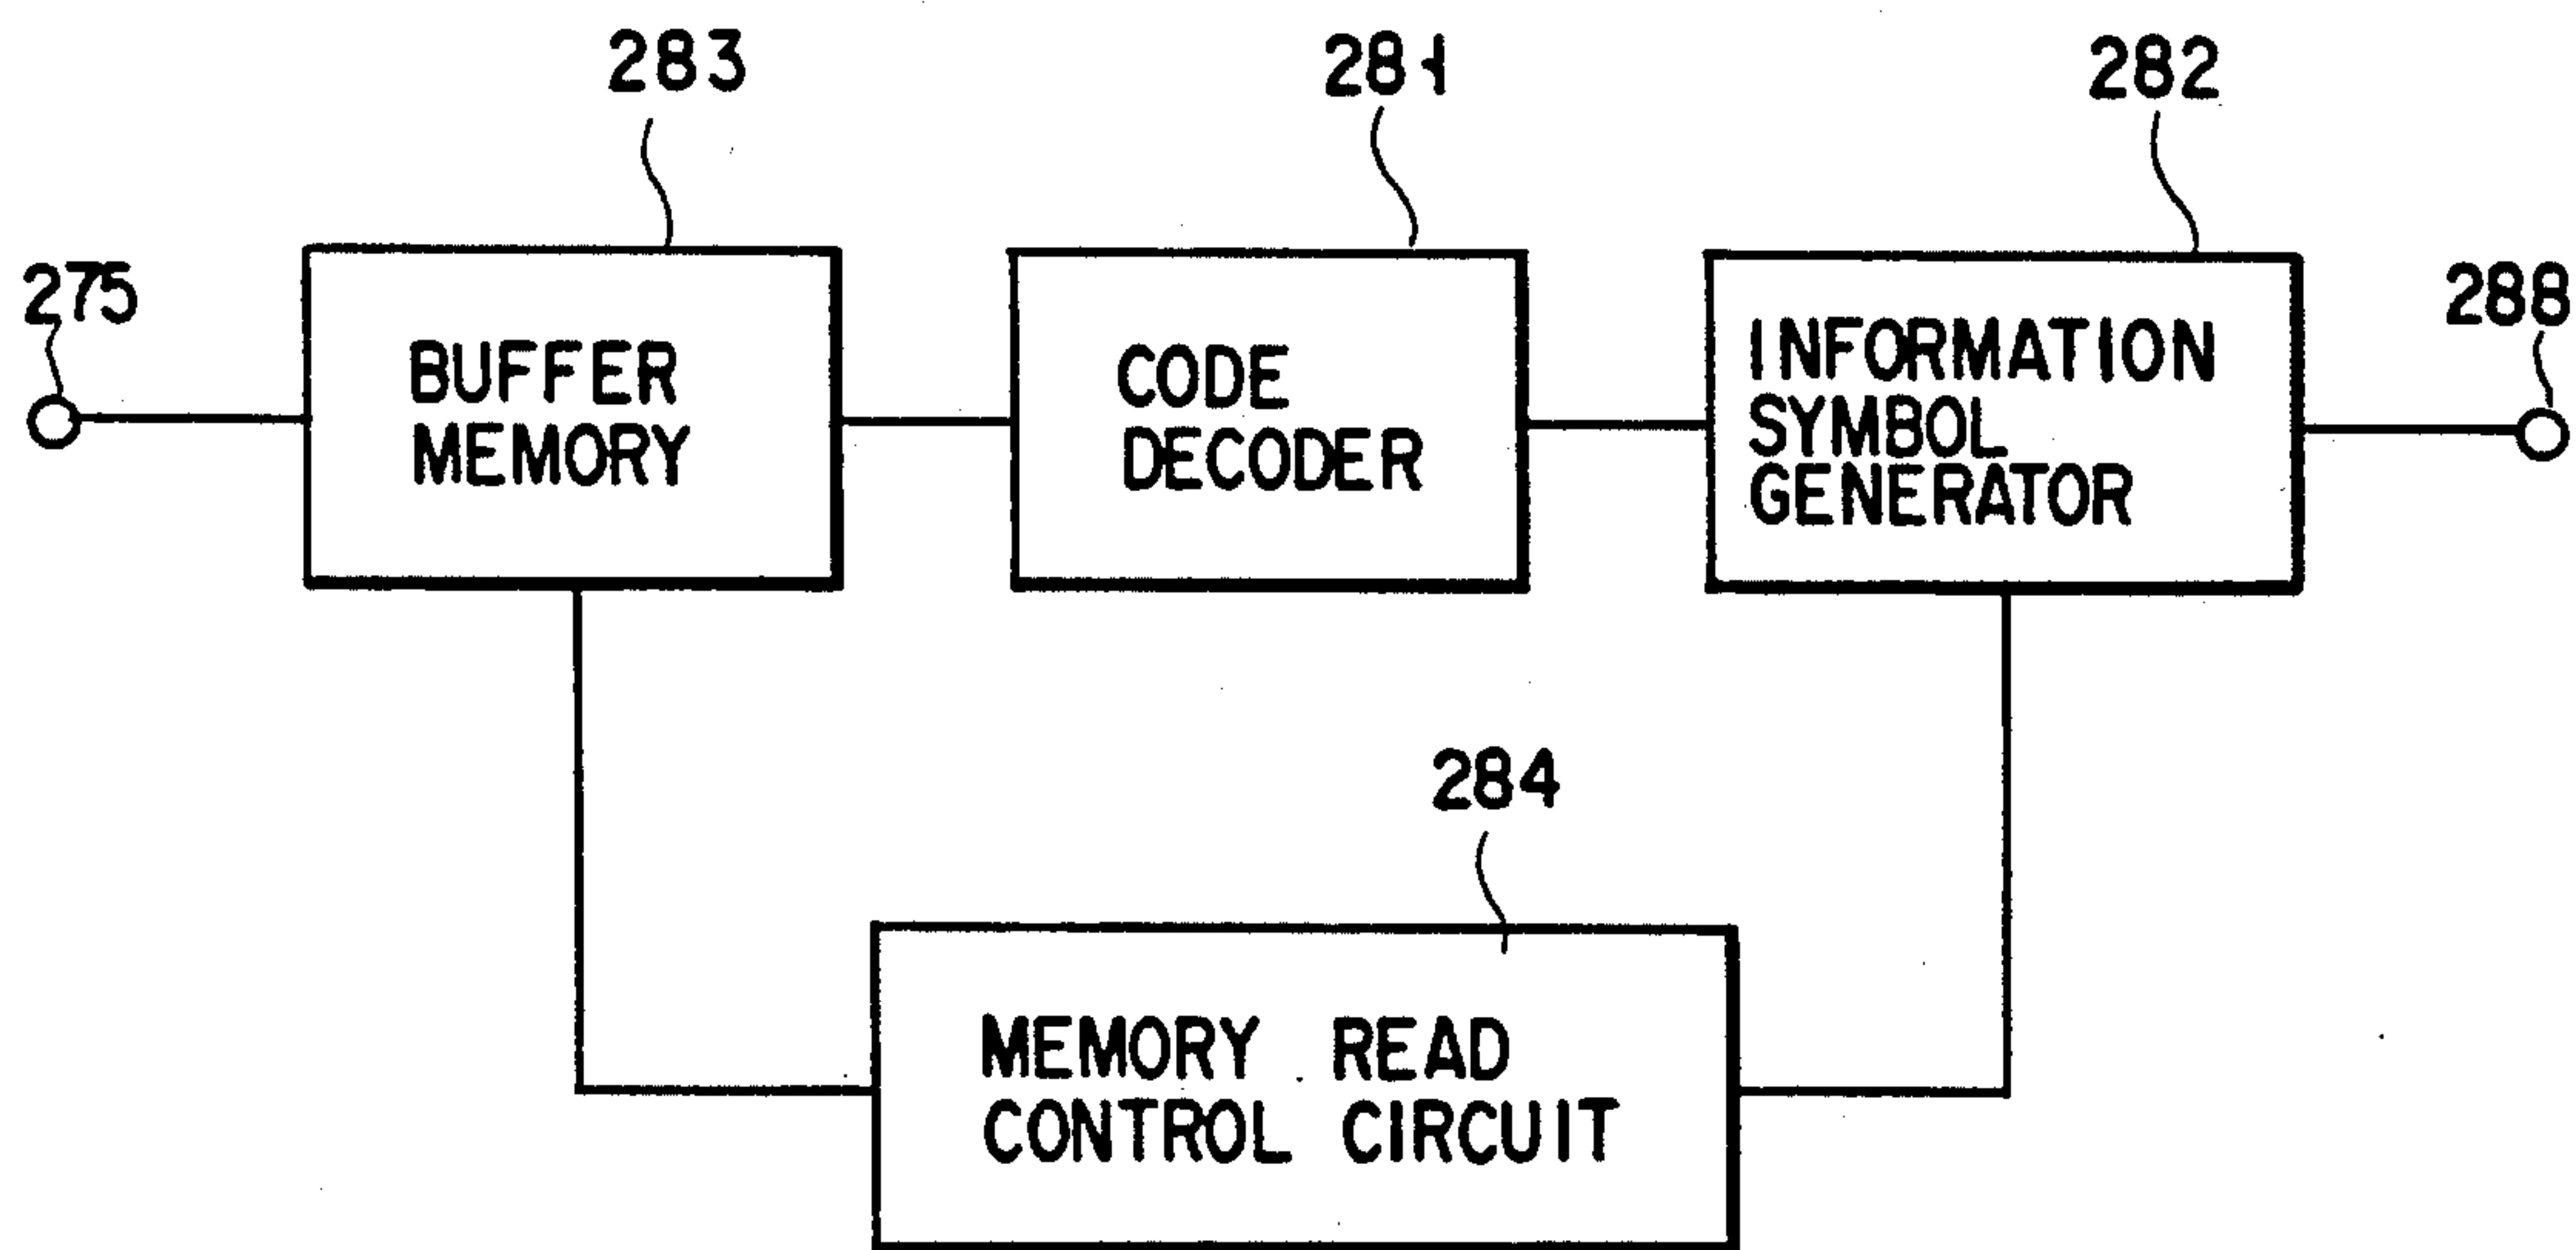 283
281
282
275
288
BUFFER
MEMORY
CODE
DECODER
INFORMATION
SYMBOL
GENERATOR
284
MEMORY READ
CONTROL CIRCUIT